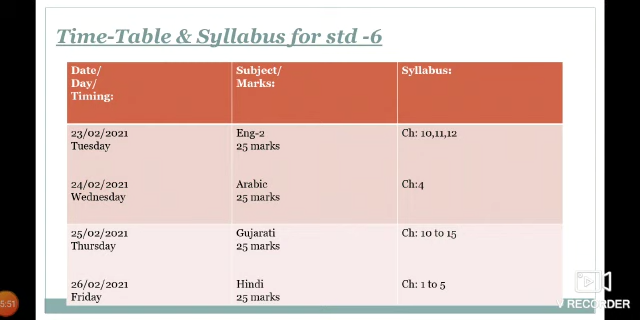 Time-Table & Syllabus for std -6
Date/
Day/
Timing:
Subject/
Marks:
Syllabus:
23/02/2021
Tuesday
Eng-2
25 marks
Ch: 10,11,12
24/02/2021
Wednesday
Arabic
25 marks
Ch:4
25/02/2021
Thursday
Gujarati
25 marks
Ch: 10 to 15
26/02/2021
Friday
Hindi
25 marks
Ch: 1 to 5
5:51
RECORDER